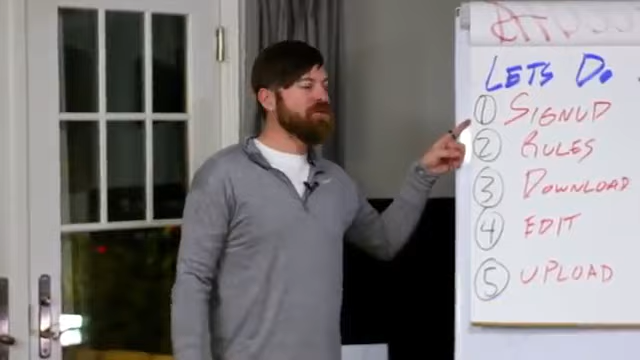 LETS DO
① SIGNUP
② RULES
③ DOWNLOAD
④ EDIT
⑤ UPLOAD